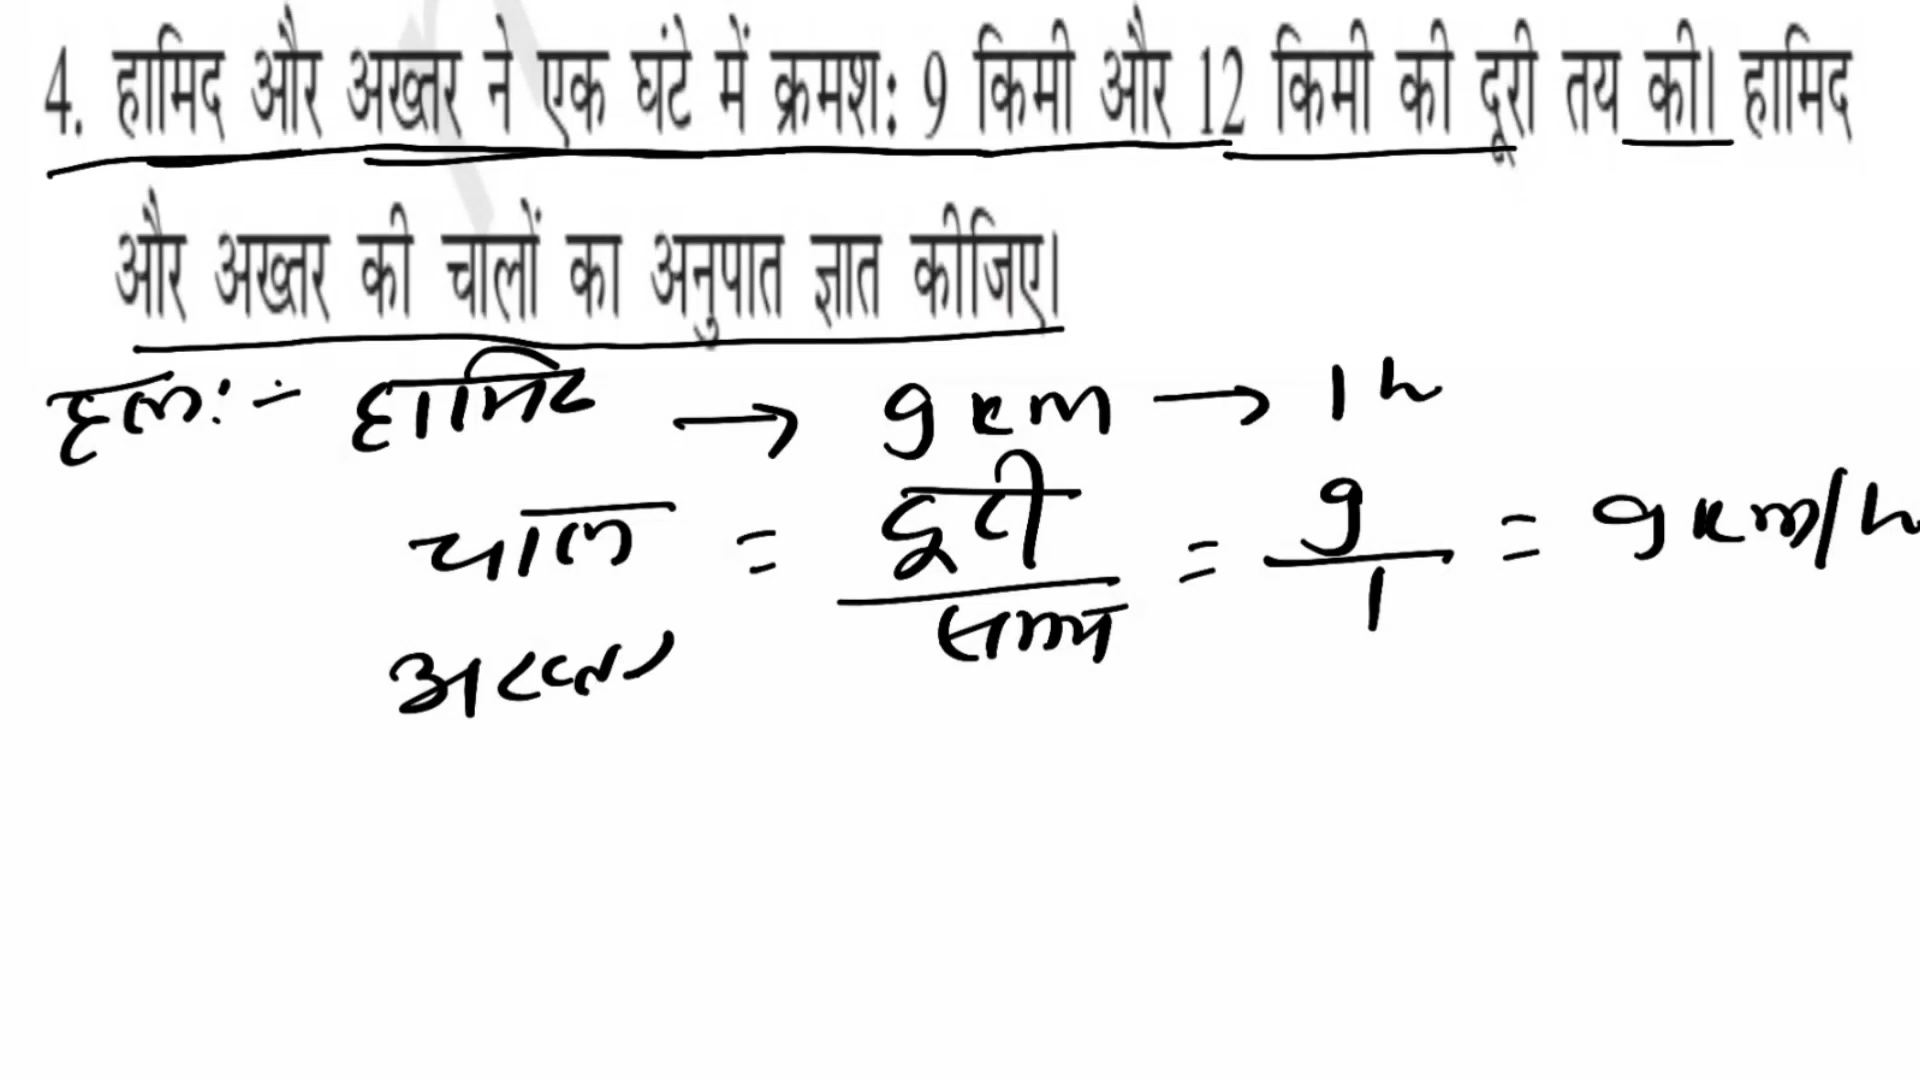 4. हामिद और अख्तर ने एक घंटे में क्रमश: 9 किमी और 12 किमी की दूरी तय की। हामिद
और अख्तर की चालों का अनुपात ज्ञात कीजिए।
हल:- हामिद → 9 km → 1 h
चाल = दूरी / समय = 9 / 1 = 9 km/h
अख्तर